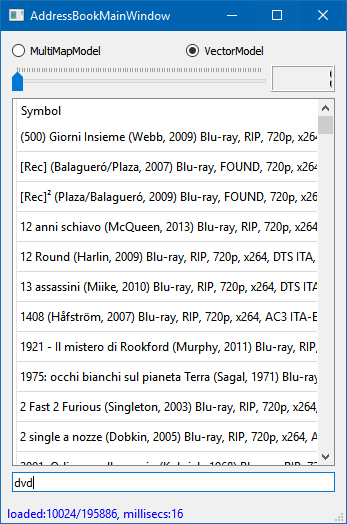 AddressBookMainWindow
MultiMapModel VectorModel
Symbol
(500) Giorni Insieme (Webb, 2009) Blu-ray, RIP, 720p, x264
[Rec] (Balagueró/Plaza, 2007) Blu-ray, FOUND, 720p, x
[Rec]² (Plaza/Balagueró, 2009) Blu-ray, FOUND, 720p,
12 anni schiavo (McQueen, 2013) Blu-ray, RIP, 720p, x
12 Round (Harlin, 2009) Blu-ray, RIP, 720p, x264, DTS ITA,
13 assassini (Miike, 2010) Blu-ray, RIP, 720p, x264, DTS ITA
1408 (Håfström, 2007) Blu-ray, RIP, 720p, x264, AC3 ITA-E
1921 - Il mistero di Rookford (Murphy, 2011) Blu-ray, RIP,
1975: occhi bianchi sul pianeta Terra (Sagal, 1971) Blu-ray
2 Fast 2 Furious (Singleton, 2003) Blu-ray, RIP, 720p, x264
2 single a nozze (Dobkin, 2005) Blu-ray, RIP, 720p, x264,
dvd
loaded:10024/195886, millisecs:16